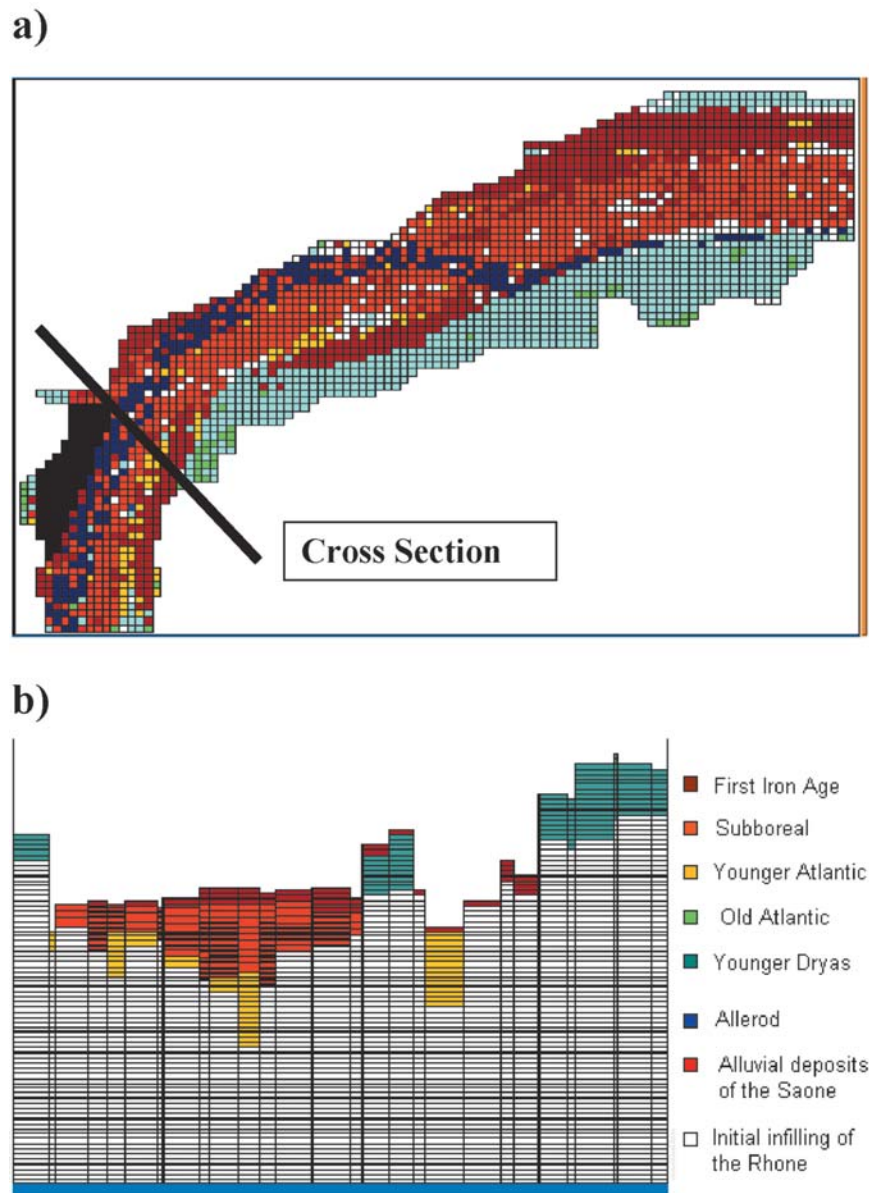 a)
Cross Section
b)
First Iron Age
Subboreal
Younger Atlantic
Old Atlantic
Younger Dryas
Allerod
Alluvial deposits
of the Saone
Initial infilling of
the Rhone